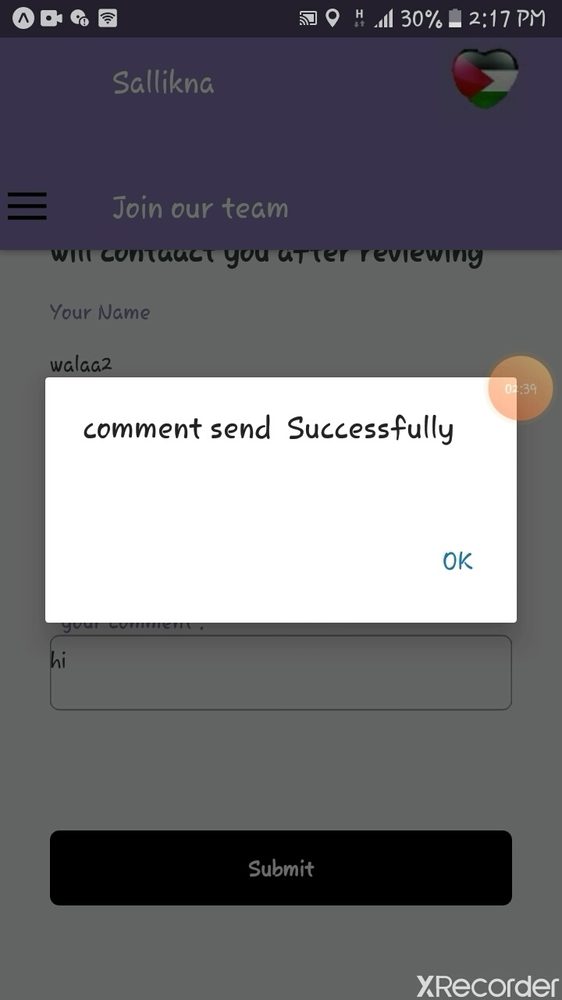 H 30% 2:17 PM
Sallikna
Join our team
will contaact you after reviewing
Your Name
walaa2
02:39
comment send Successfully
OK
your comment :
hi
Submit
XRecorder